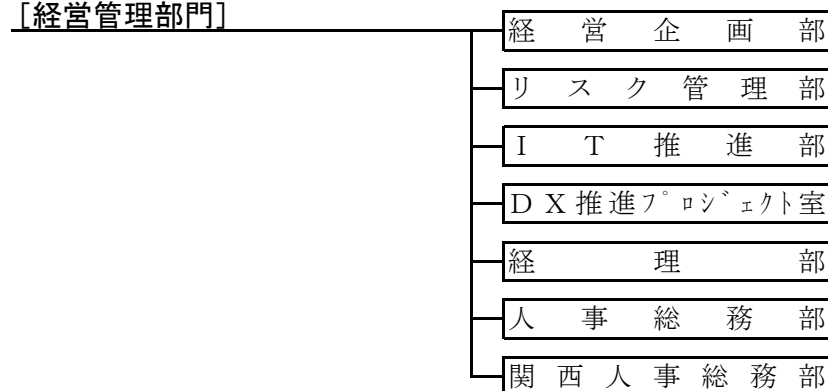 [経営管理部門]
経営企画部
リスク管理部
ＩＴ推進部
ＤＸ推進ﾌﾟﾛｼﾞｪｸﾄ室
経理部
人事総務部
関西人事総務部